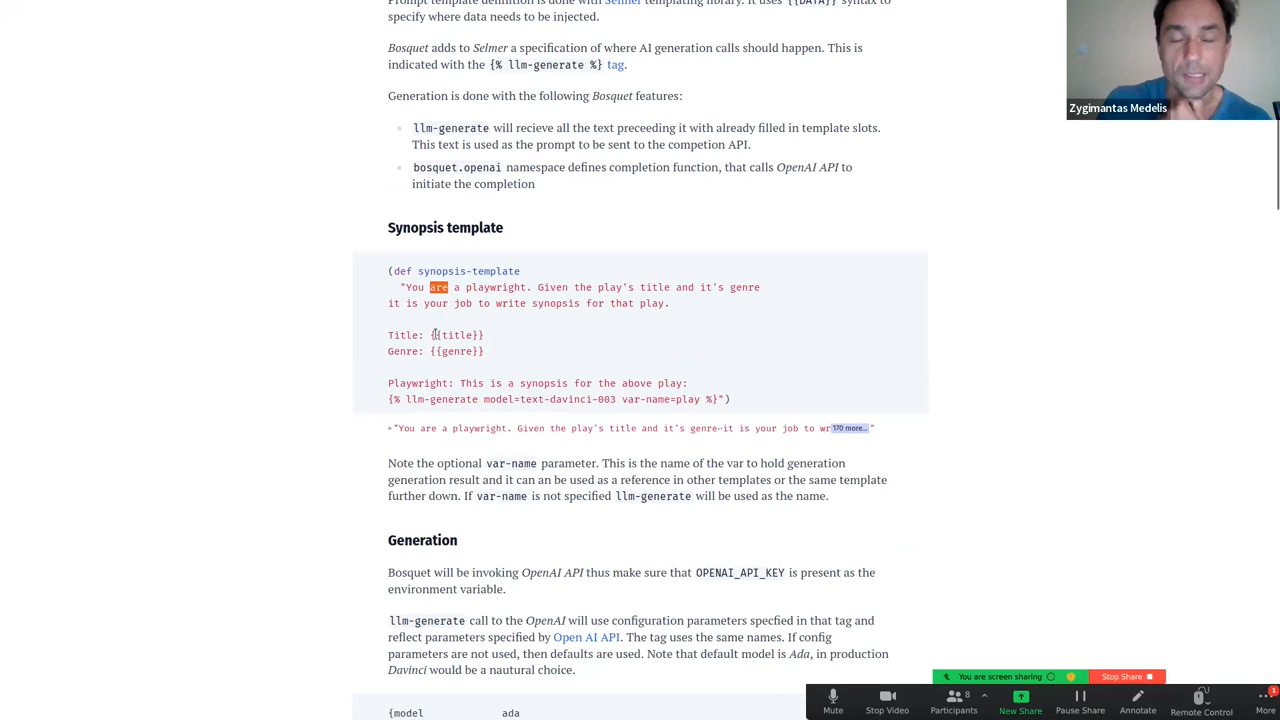 Prompt template definition is done with Selmer templating library. It uses {{DATA}} syntax to
specify where data needs to be injected.
Bosquet adds to Selmer a specification of where AI generation calls should happen. This is
indicated with the {% llm-generate %} tag.
Generation is done with the following Bosquet features:
llm-generate will recieve all the text preceeding it with already filled in template slots.
This text is used as the prompt to be sent to the competion API.
bosquet.openai namespace defines completion function, that calls OpenAI API to
initiate the completion
Synopsis template
(def synopsis-template
"You are a playwright. Given the play's title and it's genre
it is your job to write synopsis for that play.
Title: {{title}}
Genre: {{genre}}
Playwright: This is a synopsis for the above play:
{% llm-generate model=text-davinci-003 var-name=play %}")
"You are a playwright. Given the play's title and it's genre↩it is your job to wr 170 more... "
Note the optional var-name parameter. This is the name of the var to hold generation
generation result and it can be used as a reference in other templates or the same template
further down. If var-name is not specified llm-generate will be used as the name.
Generation
Bosquet will be invoking OpenAI API thus make sure that OPENAI_API_KEY is present as the
environment variable.
llm-generate call to the OpenAI will use configuration parameters specfied in that tag and
reflect parameters specified by Open AI API. The tag uses the same names. If config
parameters are not used, then defaults are used. Note that default model is Ada, in production
Davinci would be a nautural choice.
{model ada
Zygimantas Medelis
You are screen sharing Stop Share
Mute Stop Video Participants 8 New Share Pause Share Annotate Remote Control More 1